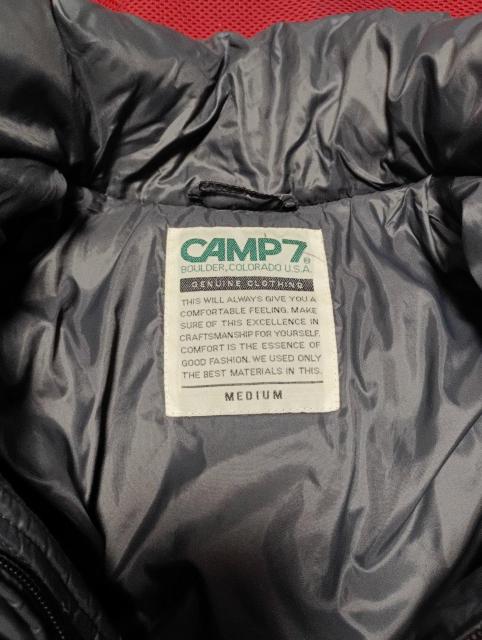 CAMP7®
BOULDER, COLORADO U.S.A.
GENUINE CLOTHING
THIS WILL ALWAYS GIVE YOU A
COMFORTABLE FEELING. MAKE
SURE OF THIS EXCELLENCE IN
CRAFTSMANSHIP FOR YOURSELF.
COMFORT IS THE ESSENCE OF
GOOD FASHION. WE USED ONLY
THE BEST MATERIALS IN THIS.
MEDIUM